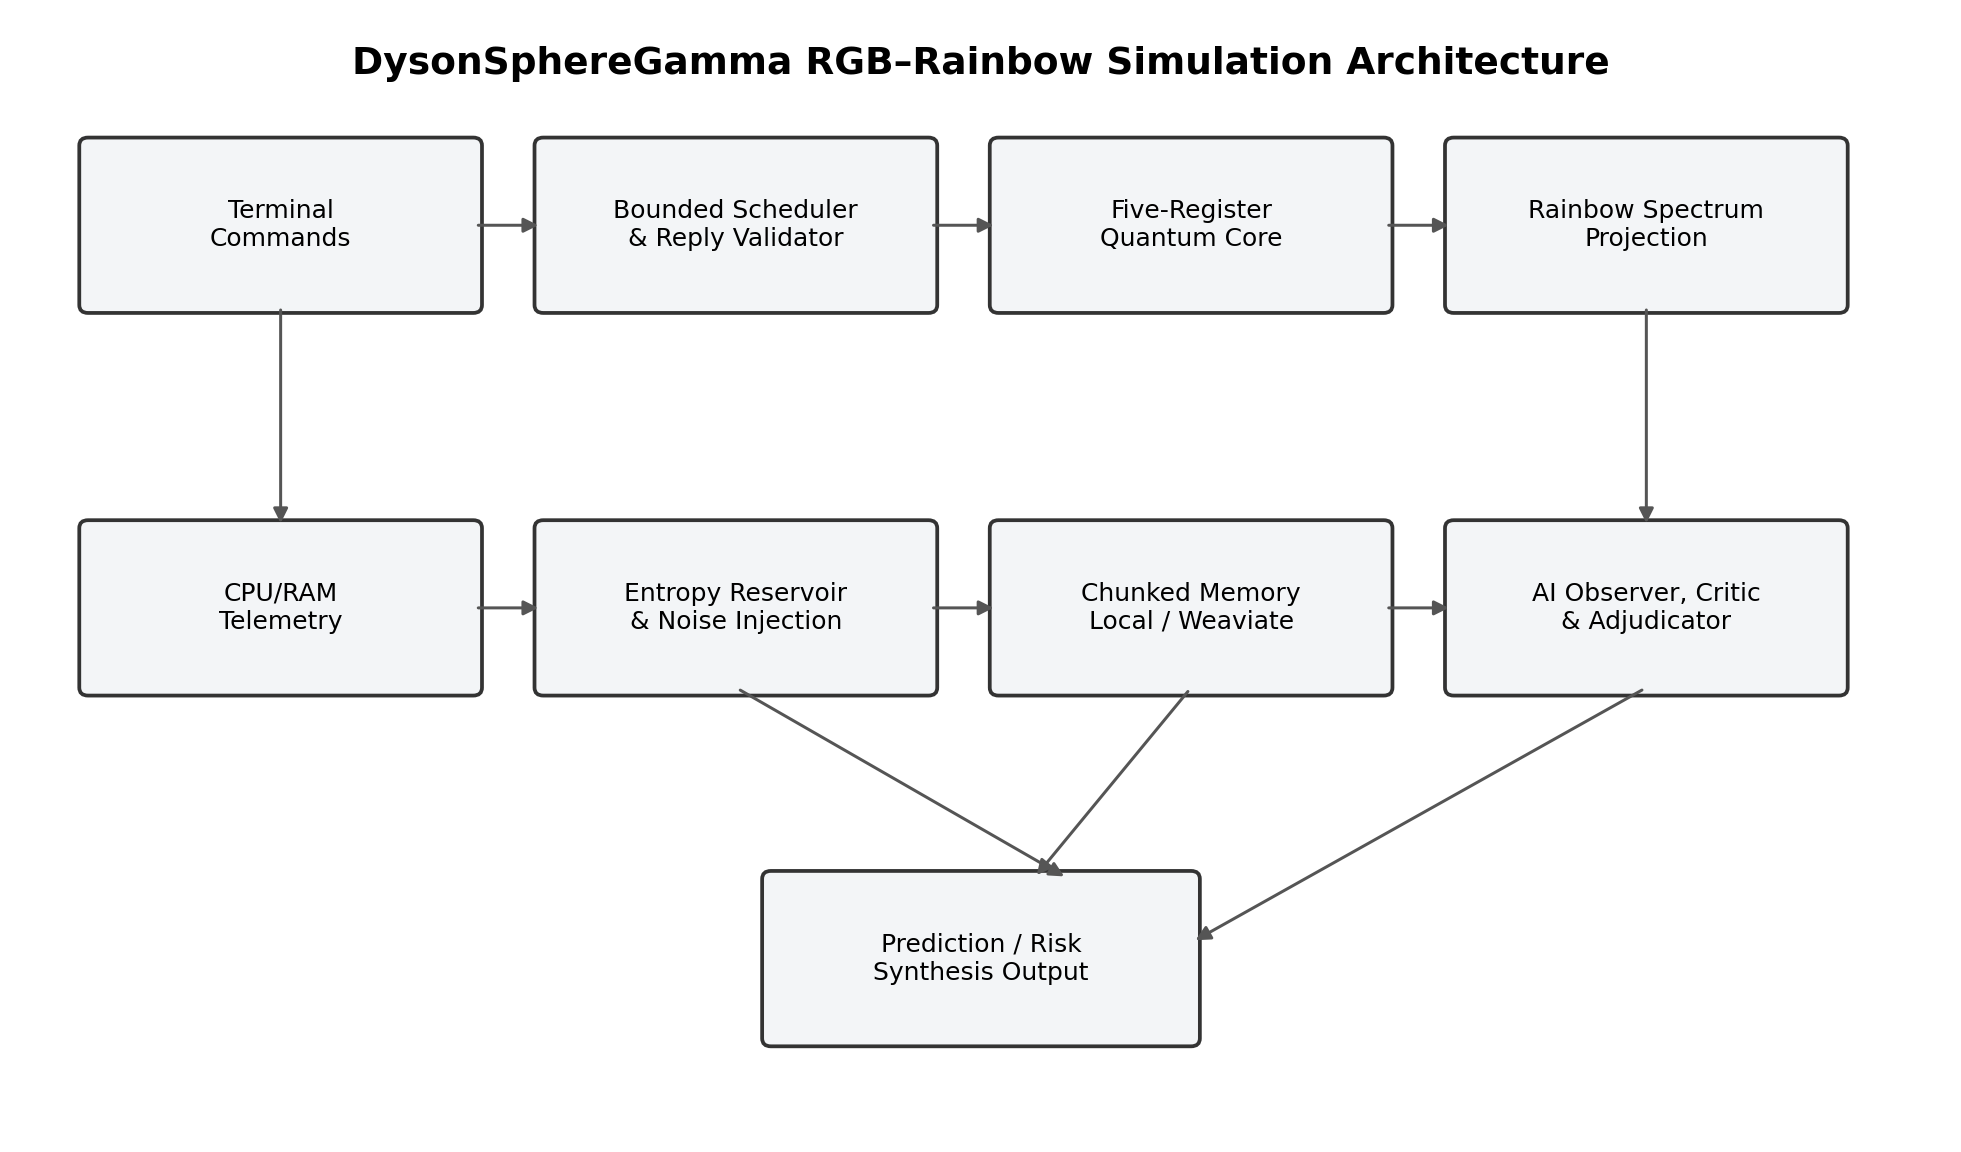 DysonSphereGamma RGB–Rainbow Simulation Architecture
Terminal
Commands
Bounded Scheduler
& Reply Validator
Five-Register
Quantum Core
Rainbow Spectrum
Projection
CPU/RAM
Telemetry
Entropy Reservoir
& Noise Injection
Chunked Memory
Local / Weaviate
AI Observer, Critic
& Adjudicator
Prediction / Risk
Synthesis Output